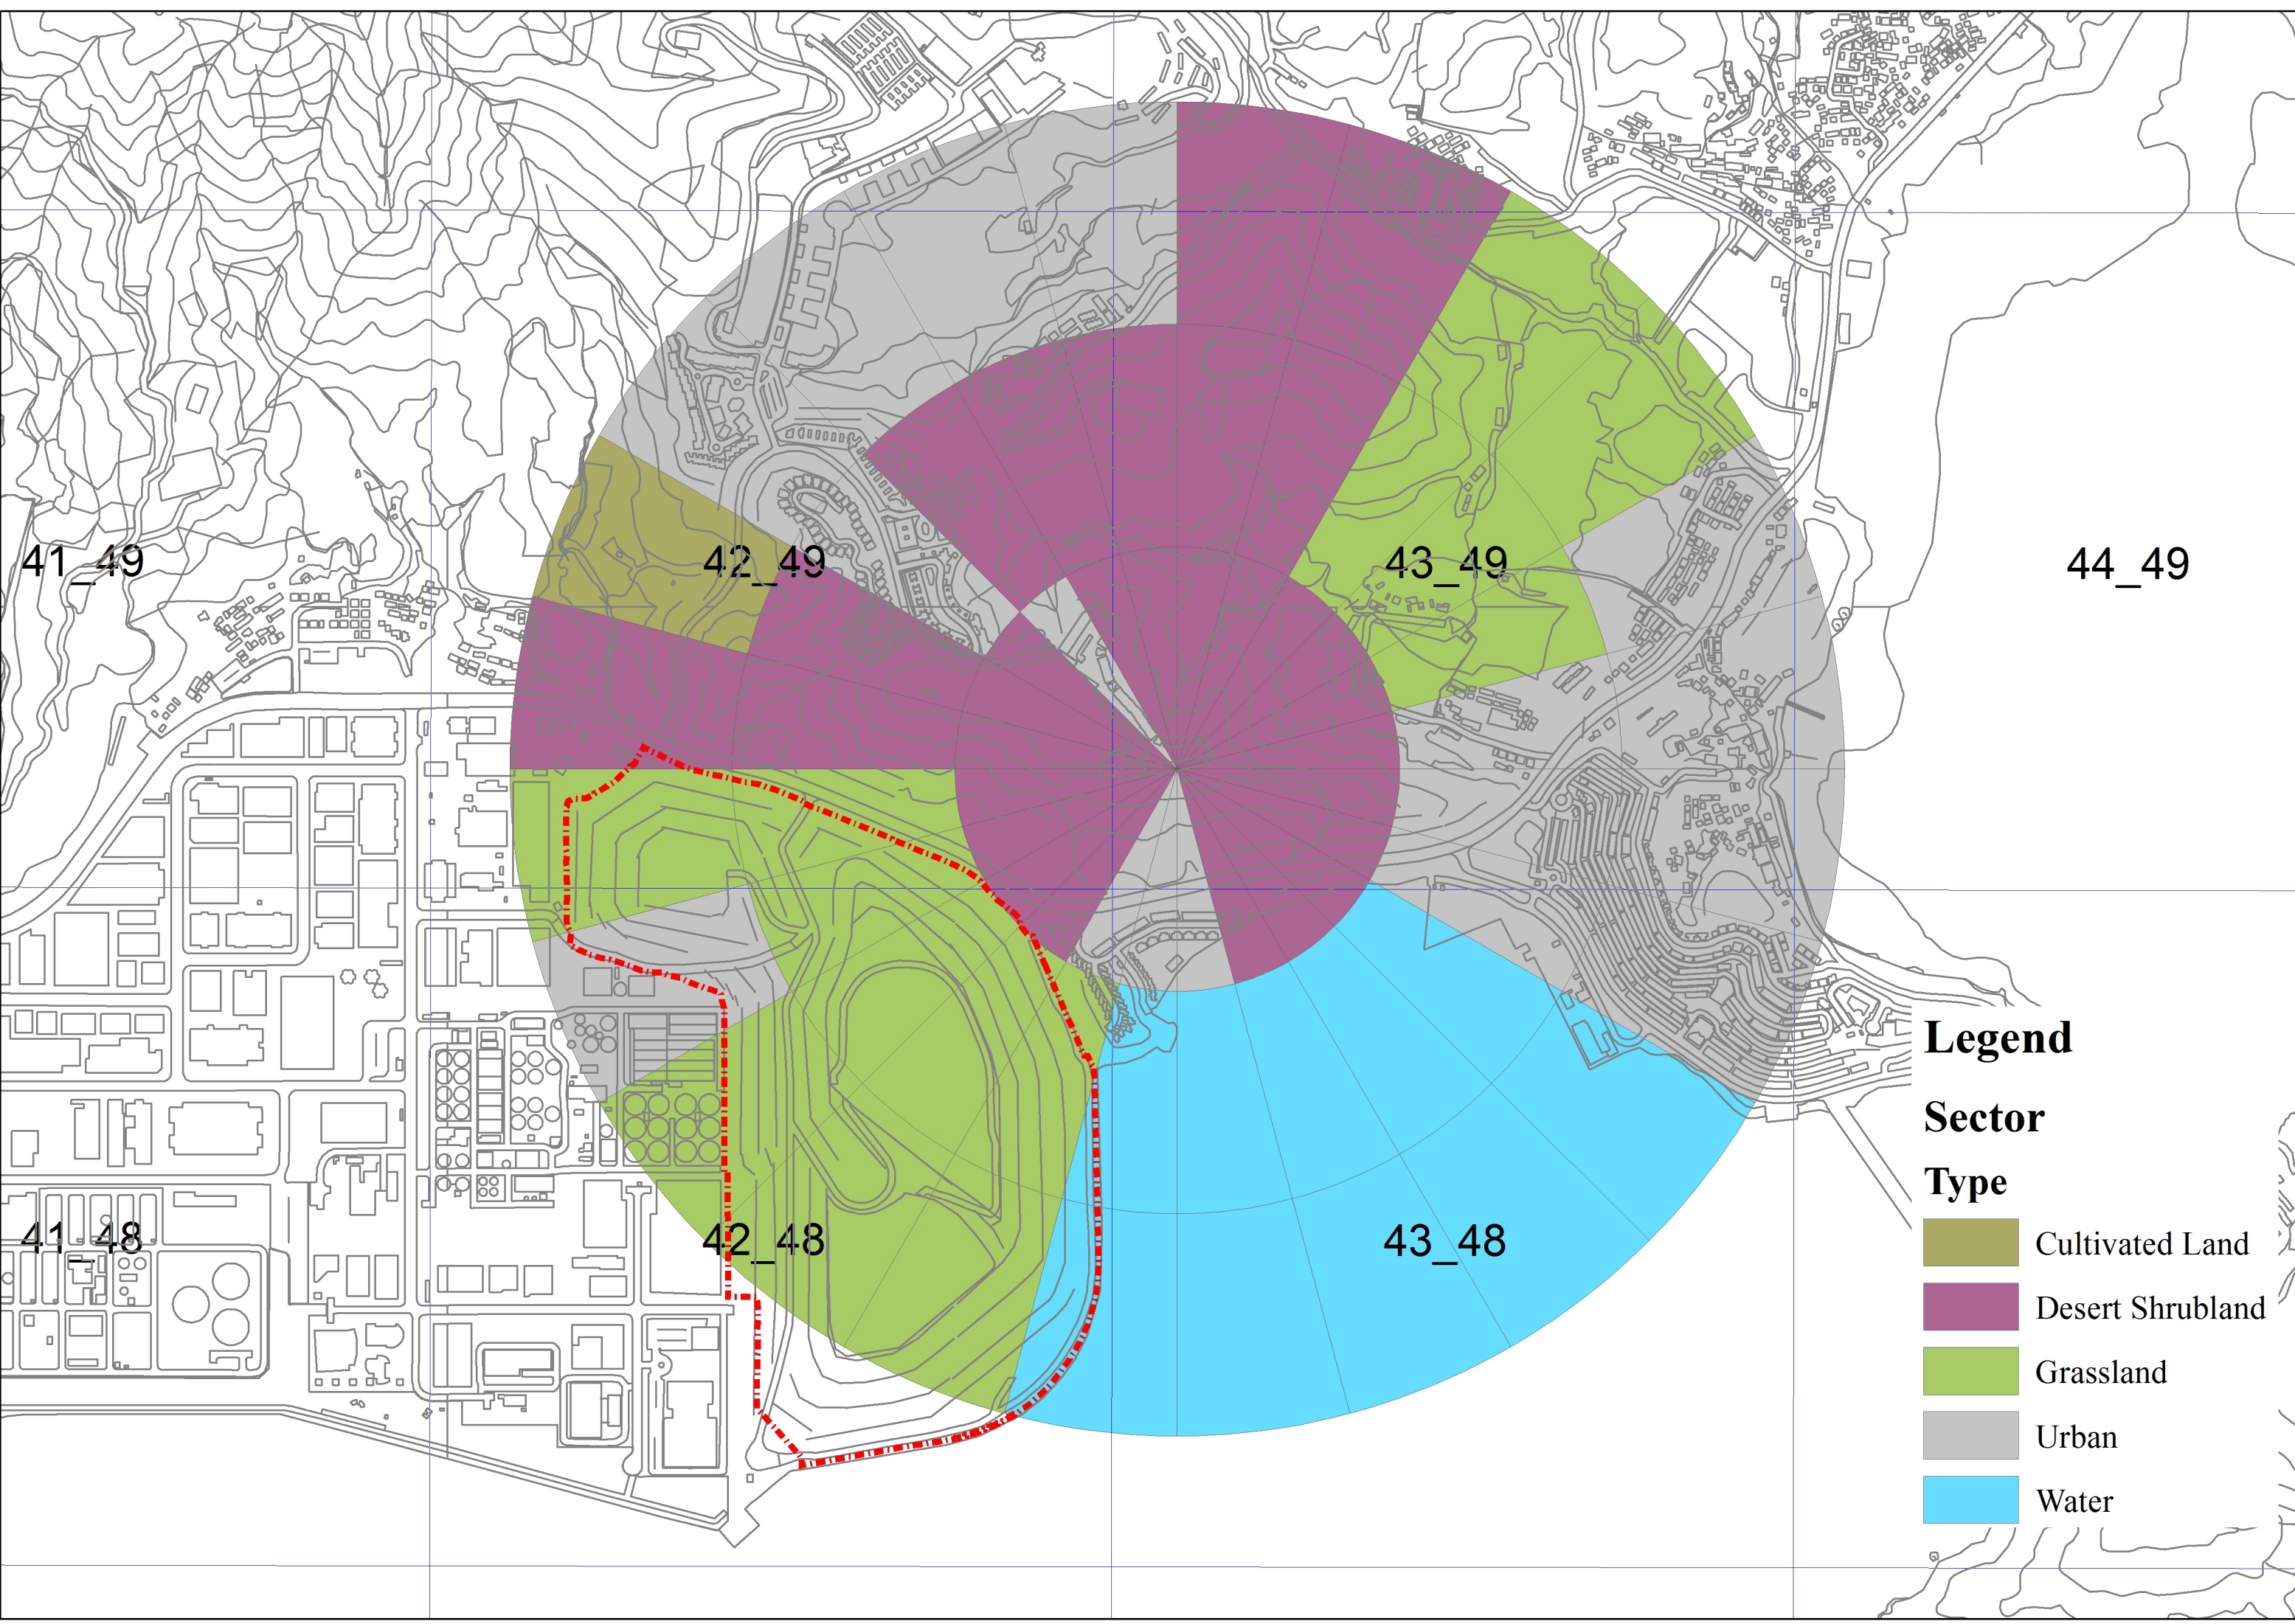 41_49
42_49
43_49
44_49
41_48
42_48
43_48
Legend
Sector
Type
Cultivated Land
Desert Shrubland
Grassland
Urban
Water